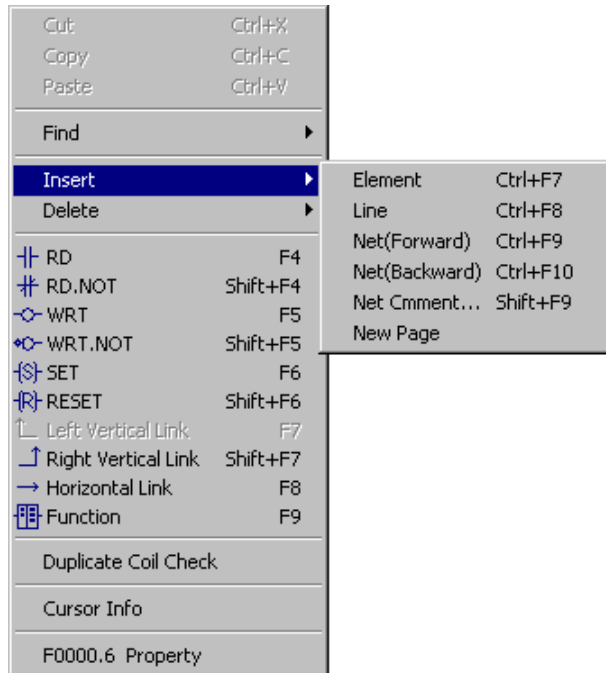 Cut Ctrl+X
Copy Ctrl+C
Paste Ctrl+V
Find
Insert
Delete
RD F4
RD.NOT Shift+F4
WRT F5
WRT.NOT Shift+F5
(S) SET F6
(R) RESET Shift+F6
Left Vertical Link F7
Right Vertical Link Shift+F7
Horizontal Link F8
Function F9
Duplicate Coil Check
Cursor Info
F0000.6 Property
Element Ctrl+F7
Line Ctrl+F8
Net(Forward) Ctrl+F9
Net(Backward) Ctrl+F10
Net Cmment... Shift+F9
New Page